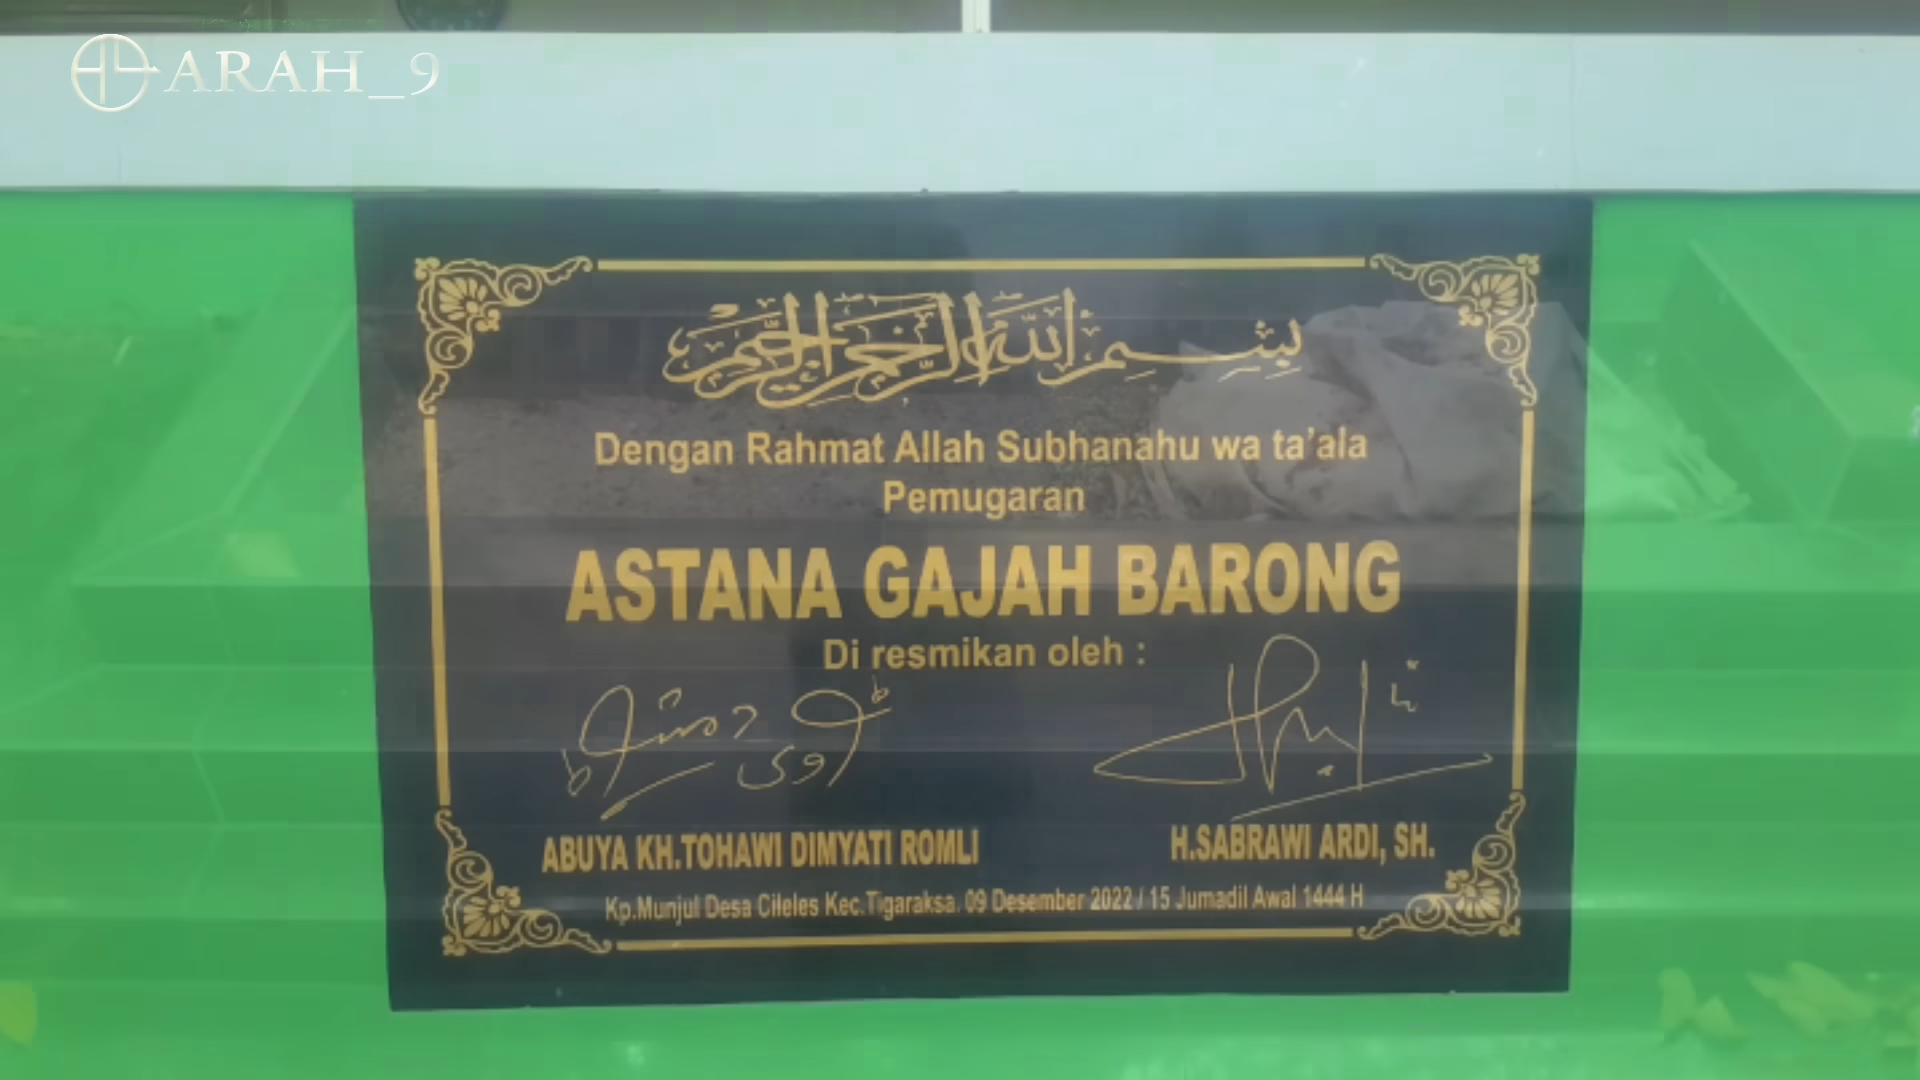 ARAH_9
بِسْمِ اللَّهِ الرَّحْمَٰنِ الرَّحِيمِ
Dengan Rahmat Allah Subhanahu wa ta'ala
Pemugaran
ASTANA GAJAH BARONG
Di resmikan oleh :
ABUYA KH.TOHAWI DIMYATI ROMLI
H.SABRAWI ARDI, SH.
Kp.Munjul Desa Cileles Kec.Tigaraksa. 09 Desember 2022 / 15 Jumadil Awal 1444 H